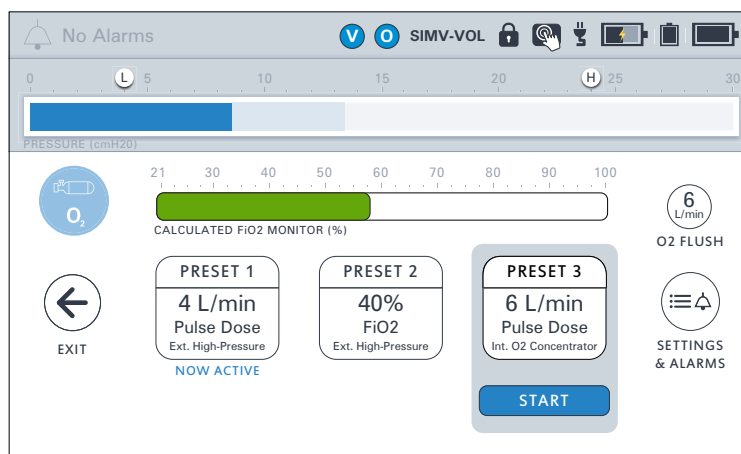 No Alarms
V O SIMV-VOL
0 L 5 10 15 20 H 25 30
PRESSURE (cmH20)
21 30 40 50 60 70 80 90 100
O2
CALCULATED FiO2 MONITOR (%)
6
L/min
O2 FLUSH
PRESET 1
4 L/min
Pulse Dose
Ext. High-Pressure
NOW ACTIVE
PRESET 2
40%
FiO2
Ext. High-Pressure
PRESET 3
6 L/min
Pulse Dose
Int. O2 Concentrator
START
EXIT
SETTINGS
& ALARMS